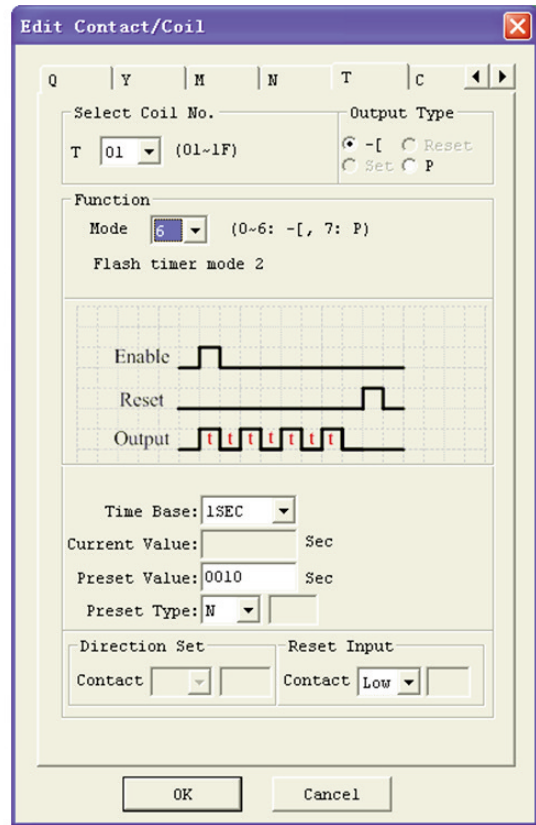 Edit Contact/Coil
Q Y M N T C
Select Coil No. Output Type
T 01 (01~1F) -[ Reset
Set P
Function
Mode 6 (0~6: -[, 7: P)
Flash timer mode 2
Enable
Reset
Output t t t t t t t
Time Base: 1SEC
Current Value: Sec
Preset Value: 0010 Sec
Preset Type: N
Direction Set Reset Input
Contact Contact Low
OK Cancel